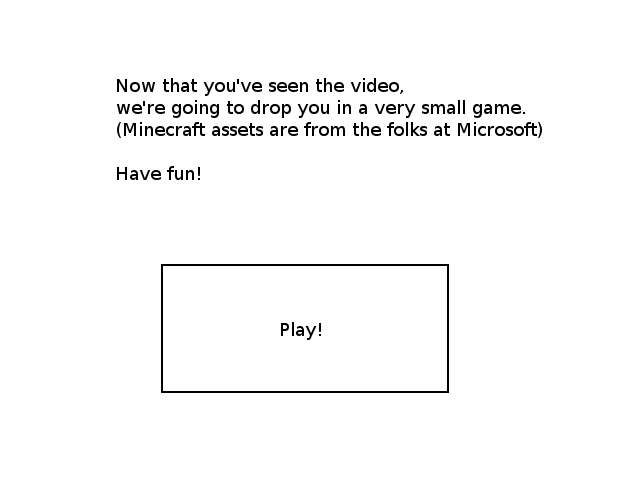 Now that you've seen the video,
we're going to drop you in a very small game.
(Minecraft assets are from the folks at Microsoft)
Have fun!
Play!